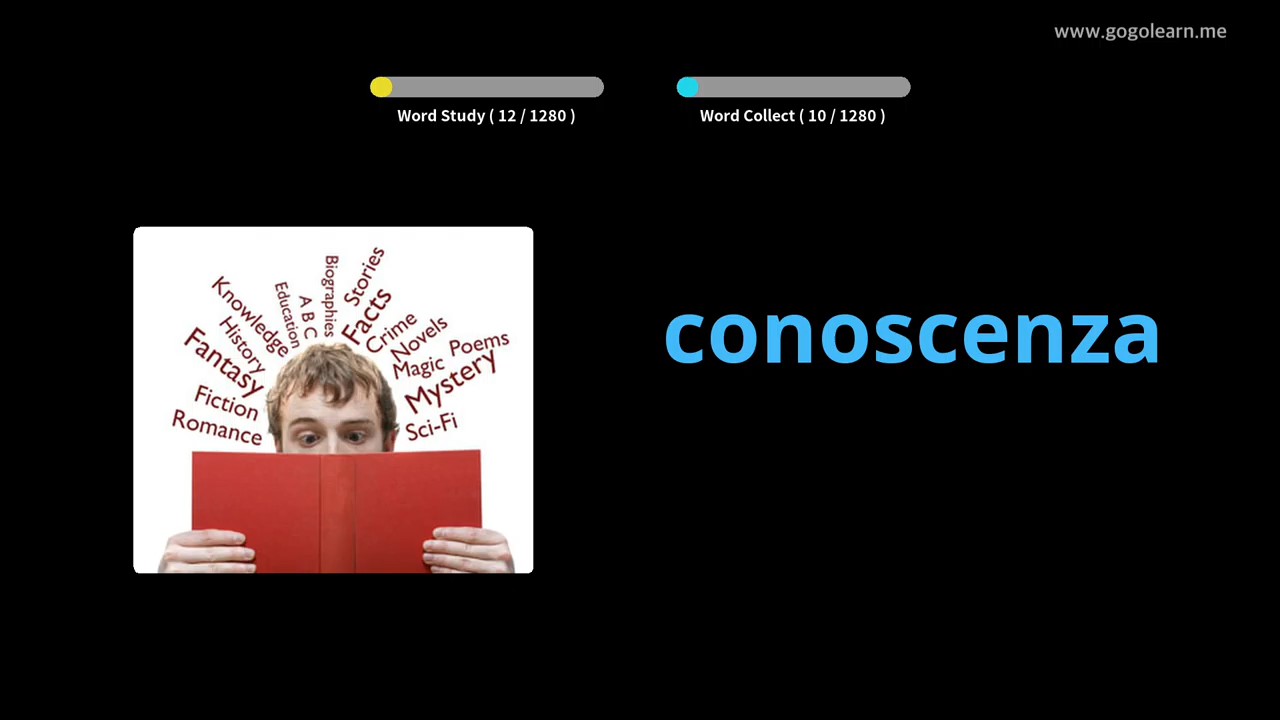 www.gogolearn.me
Word Study ( 12 / 1280 )
Word Collect ( 10 / 1280 )
conoscenza
Biographies
Stories
Education
A B C
Facts
Knowledge
Crime
History
Novels
Fantasy
Magic
Poems
Mystery
Fiction
Romance
Sci-Fi